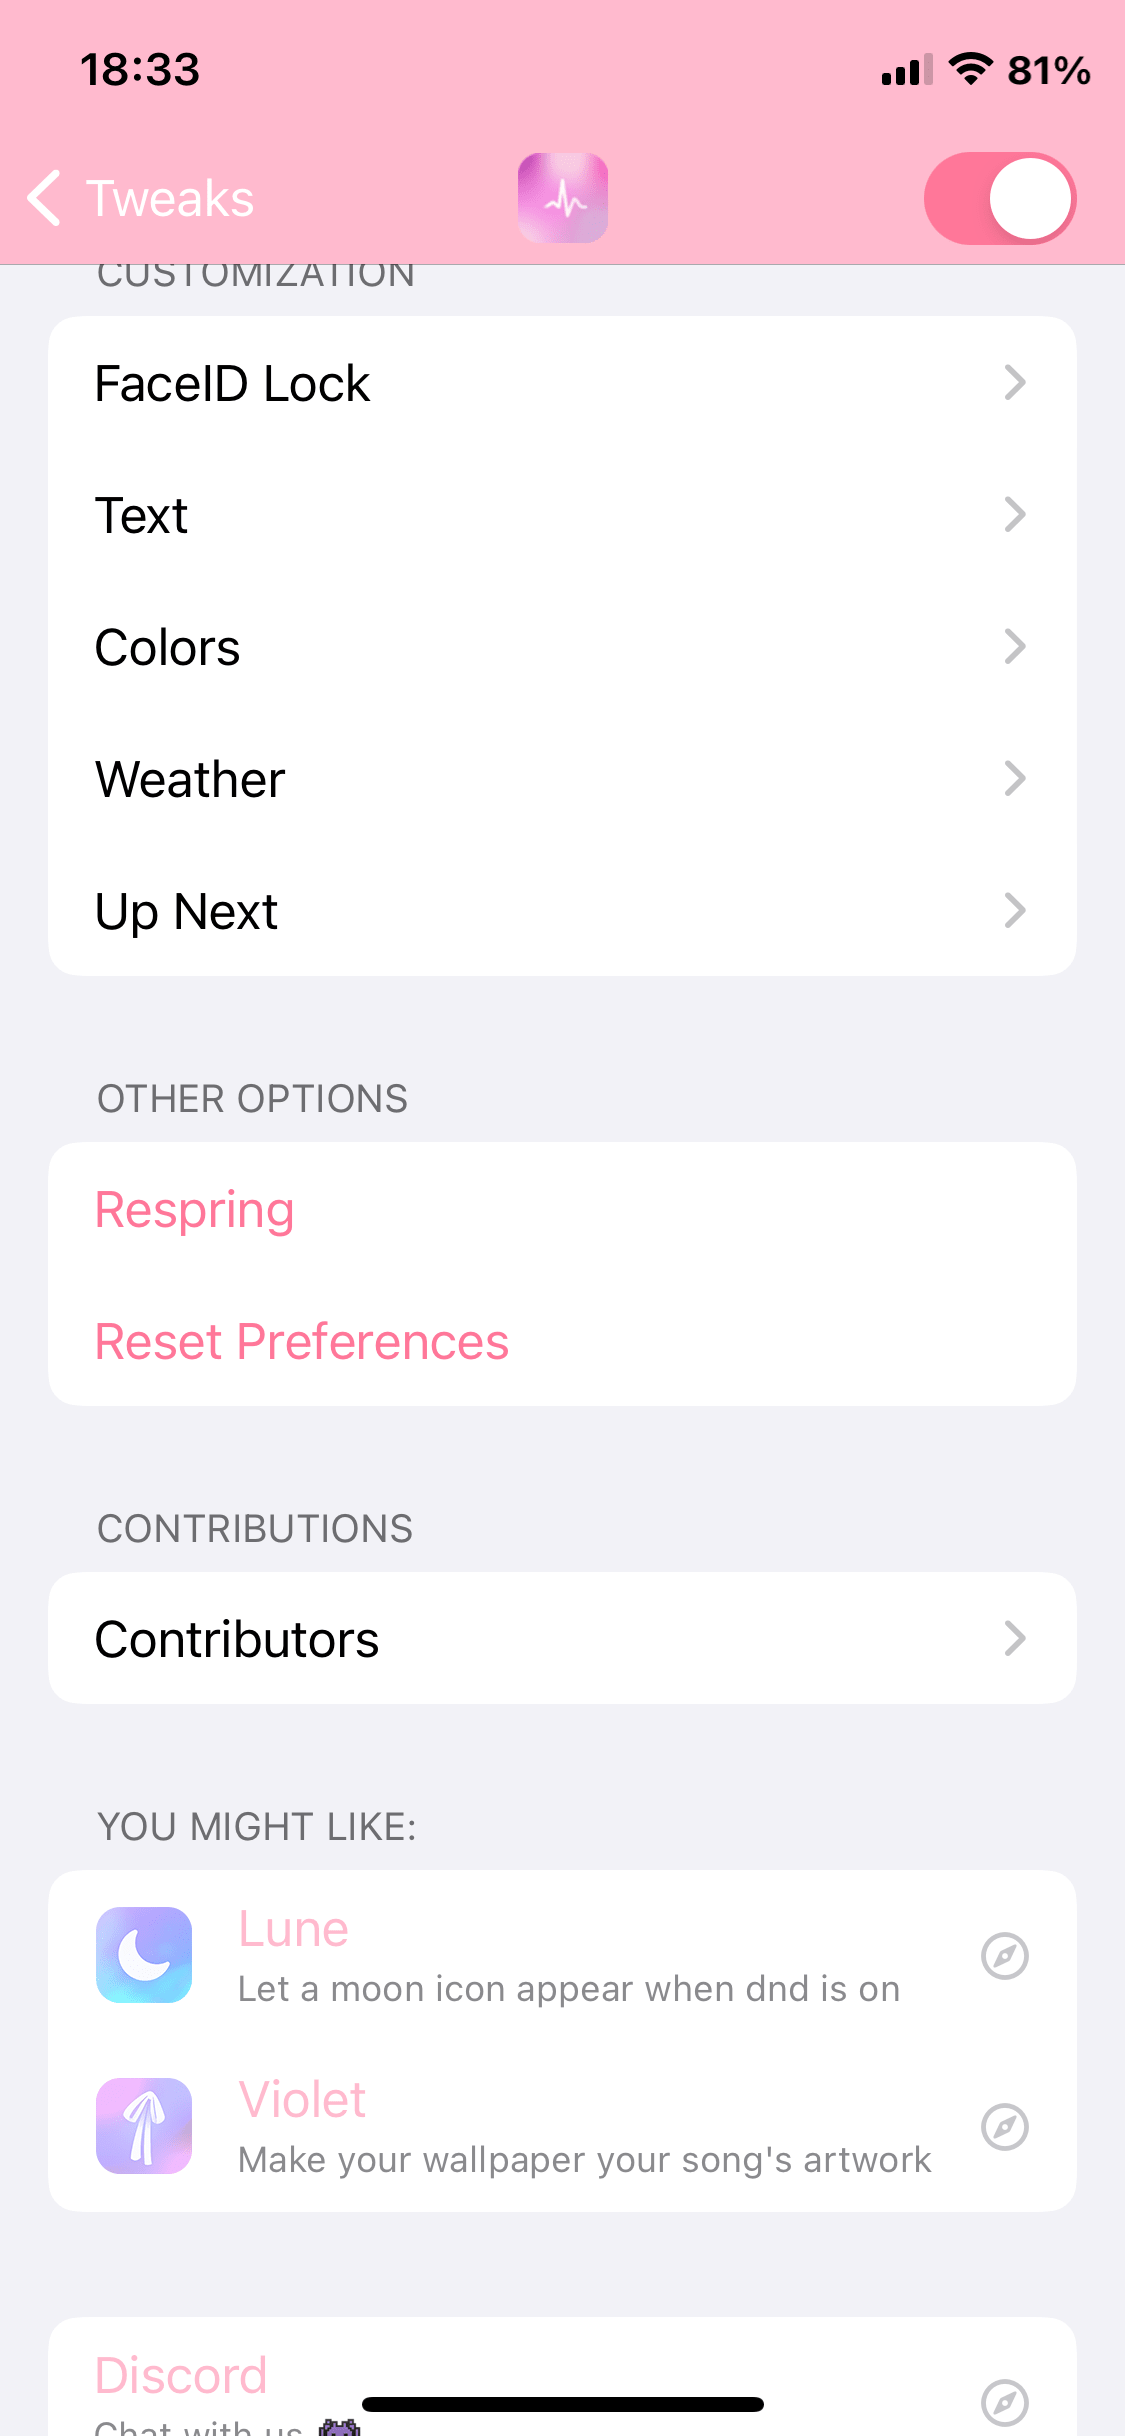 18:33
81%
Tweaks
CUSTOMIZATION
FaceID Lock
Text
Colors
Weather
Up Next
OTHER OPTIONS
Respring
Reset Preferences
CONTRIBUTIONS
Contributors
YOU MIGHT LIKE:
Lune
Let a moon icon appear when dnd is on
Violet
Make your wallpaper your song's artwork
Discord
Chat with us 👾